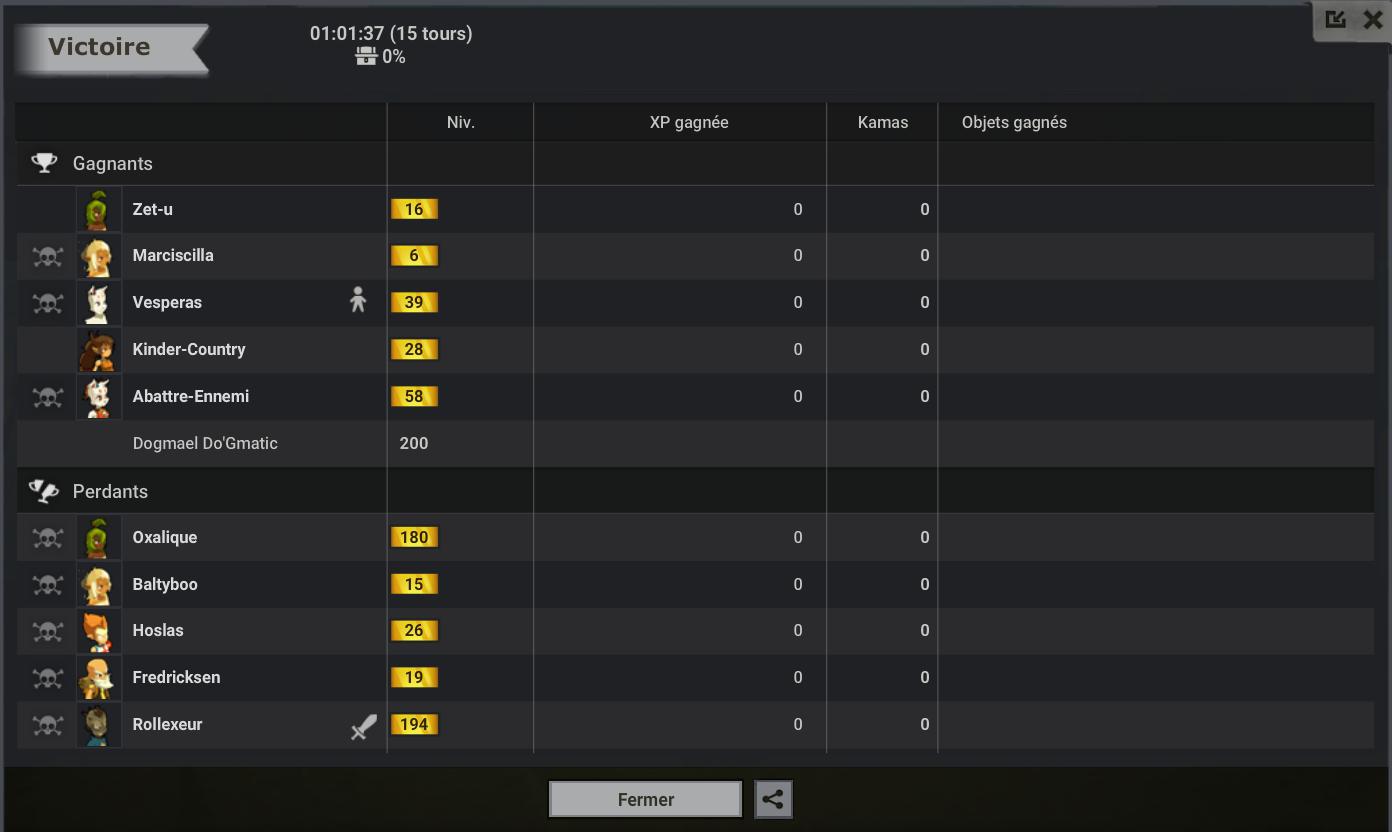 Victoire
01:01:37 (15 tours)
0%
Niv. XP gagnée Kamas Objets gagnés
Gagnants
Zet-u 16 0 0
Marciscilla 6 0 0
Vesperas 39 0 0
Kinder-Country 28 0 0
Abattre-Ennemi 58 0 0
Dogmael Do'Gmatic 200
Perdants
Oxalique 180 0 0
Baltyboo 15 0 0
Hoslas 26 0 0
Fredricksen 19 0 0
Rollexeur 194 0 0
Fermer